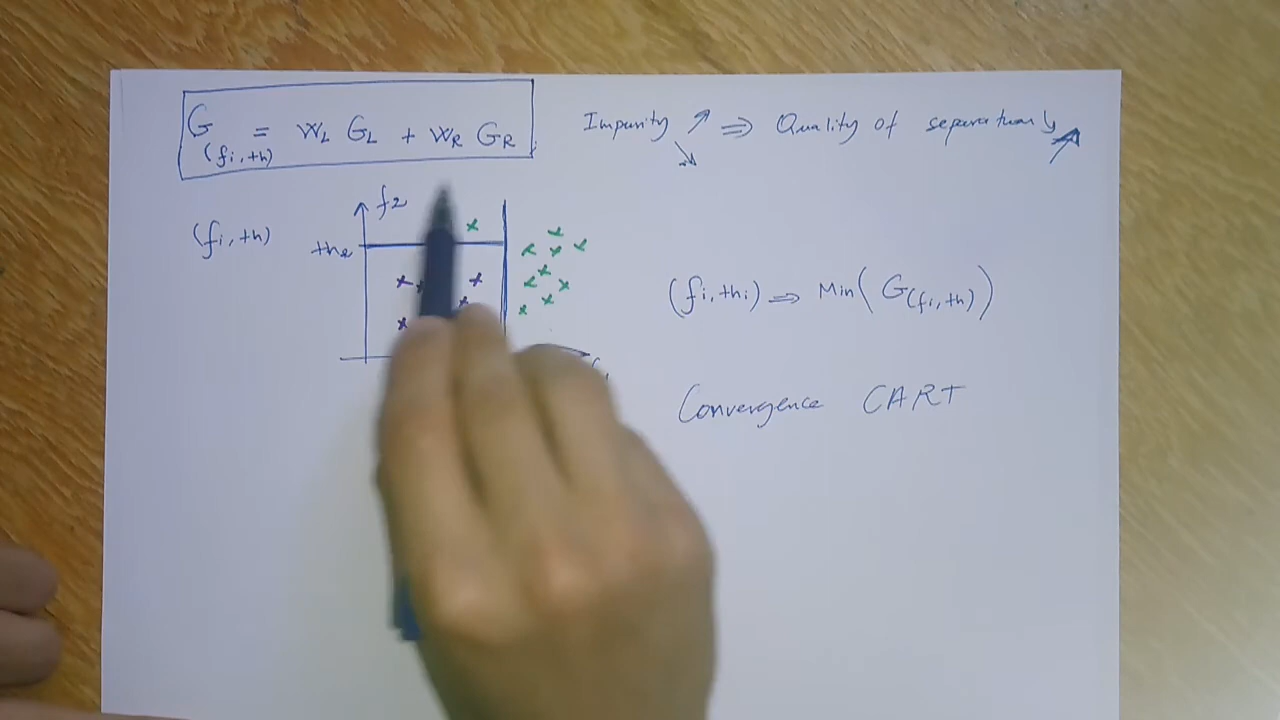 G(fi,th) = WL GL + WR GR
Impurity ↗ ⇒ Quality of separation ↘
↘ ↗
(fi,th)
f2
th2
(fi,thi) ⇒ Min(G(fi,th))
Convergence CART